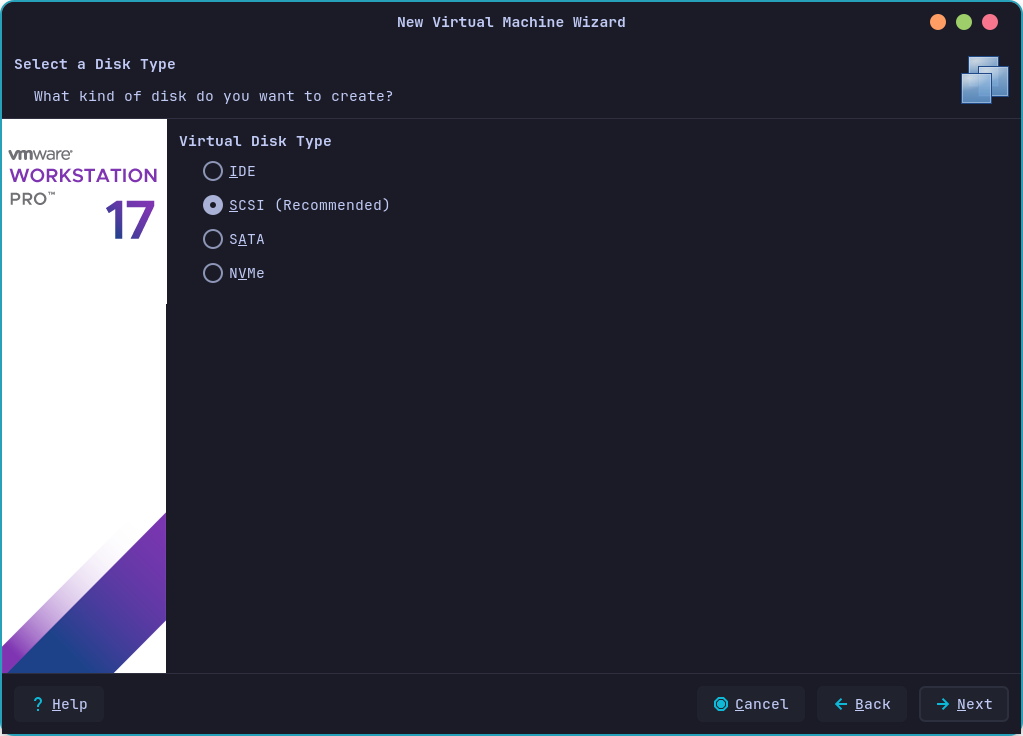 New Virtual Machine Wizard
Select a Disk Type
What kind of disk do you want to create?
vmware®
WORKSTATION
PRO™
17
Virtual Disk Type
IDE
SCSI (Recommended)
SATA
NVMe
? Help
Cancel
Back
Next